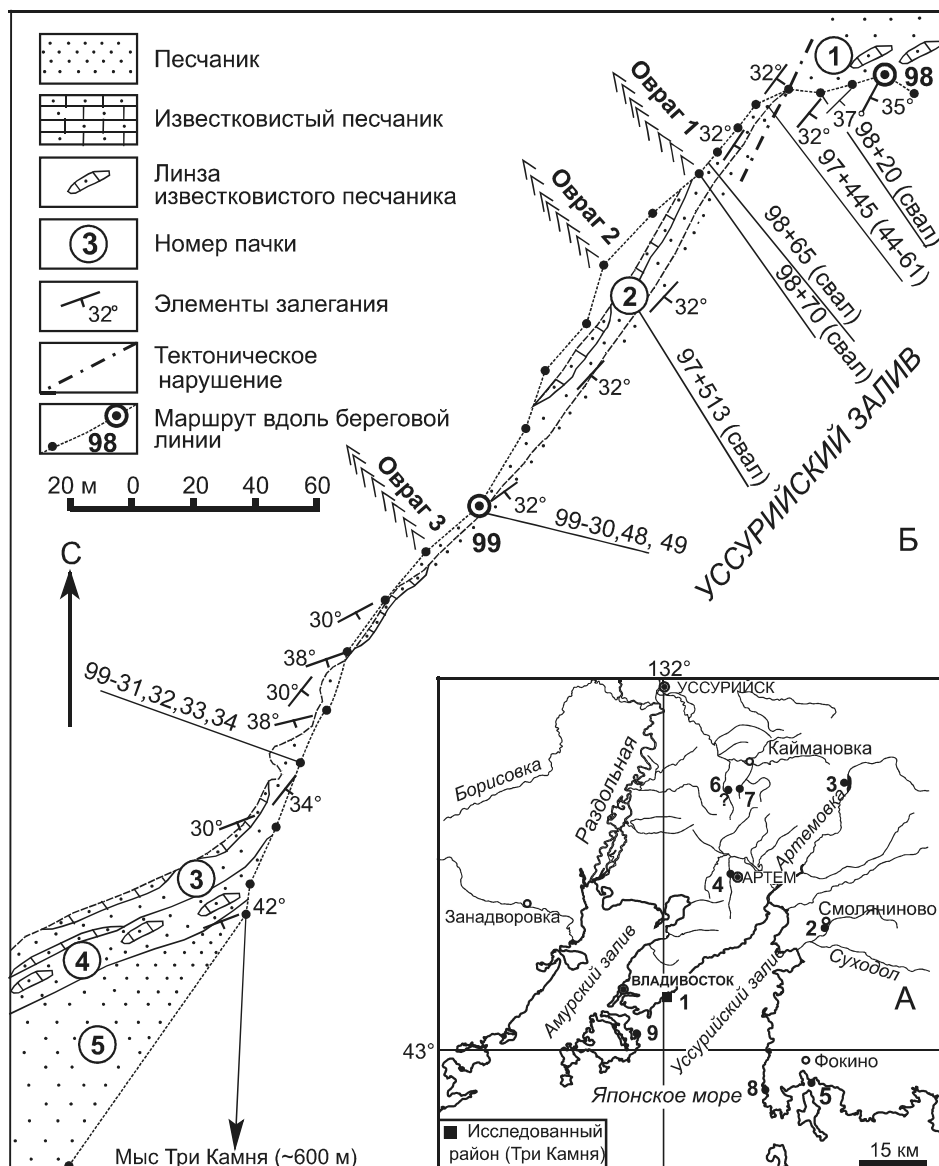 Песчаник
Известковистый песчаник
Линза
известковистого песчаника
3
Номер пачки
32°
Элементы залегания
Тектоническое
нарушение
98
Маршрут вдоль береговой
линии
20 м 0 20 40 60
С
Овраг 1
Овраг 2
Овраг 3
1
98
32°
35°
37°
32°
32°
98+20 (свал)
97+445 (44-61)
98+65 (свал)
98+70 (свал)
2
32°
97+513 (свал)
32°
УССУРИЙСКИЙ ЗАЛИВ
Б
32°
99
99-30,48, 49
30°
38°
30°
38°
99-31,32,33,34
34°
30°
3
42°
4
5
Мыс Три Камня (~600 м)
132°
УССУРИЙСК
Каймановка
Борисовка
Раздольная
6
?
7
3
Артемовка
4
АРТЕМ
Занадворовка
Смоляниново
2
Суходол
Амурский залив
ВЛАДИВОСТОК
1
Уссурийский залив
А
9
43°
Фокино
Японское море
8
5
Исследованный
район (Три Камня)
15 км